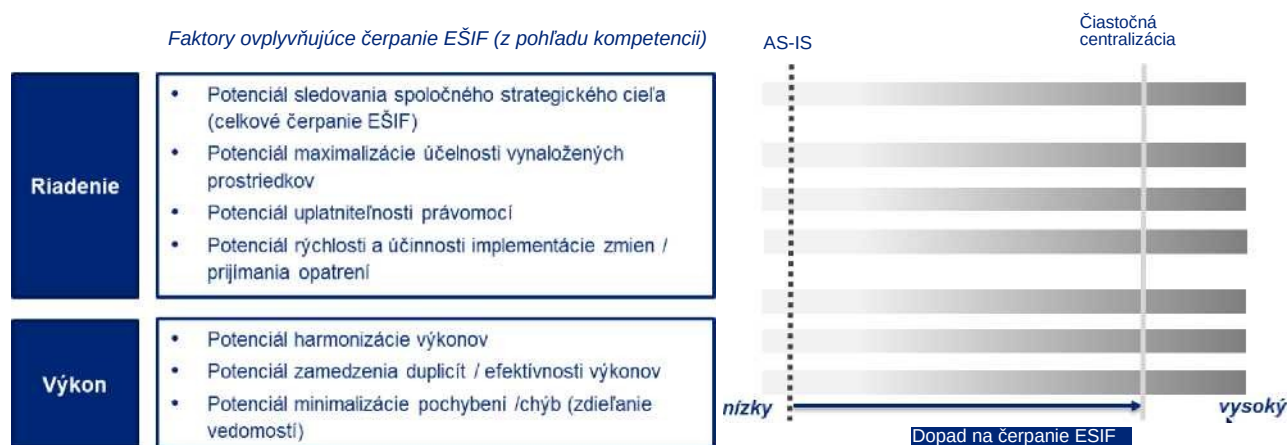 Faktory ovplyvňujúce čerpanie EŠIF (z pohľadu kompetencii)
AS-IS
Čiastočná
centralizácia
Riadenie
• Potenciál sledovania spoločného strategického cieľa
(celkové čerpanie EŠIF)
• Potenciál maximalizácie účelnosti vynaložených
prostriedkov
• Potenciál uplatniteľnosti právomocí
• Potenciál rýchlosti a účinnosti implementácie zmien /
prijímania opatrení
Výkon
• Potenciál harmonizácie výkonov
• Potenciál zamedzenia duplicít / efektívnosti výkonov
• Potenciál minimalizácie pochybení /chýb (zdieľanie
vedomostí)
nízky
vysoký
Dopad na čerpanie ESIF